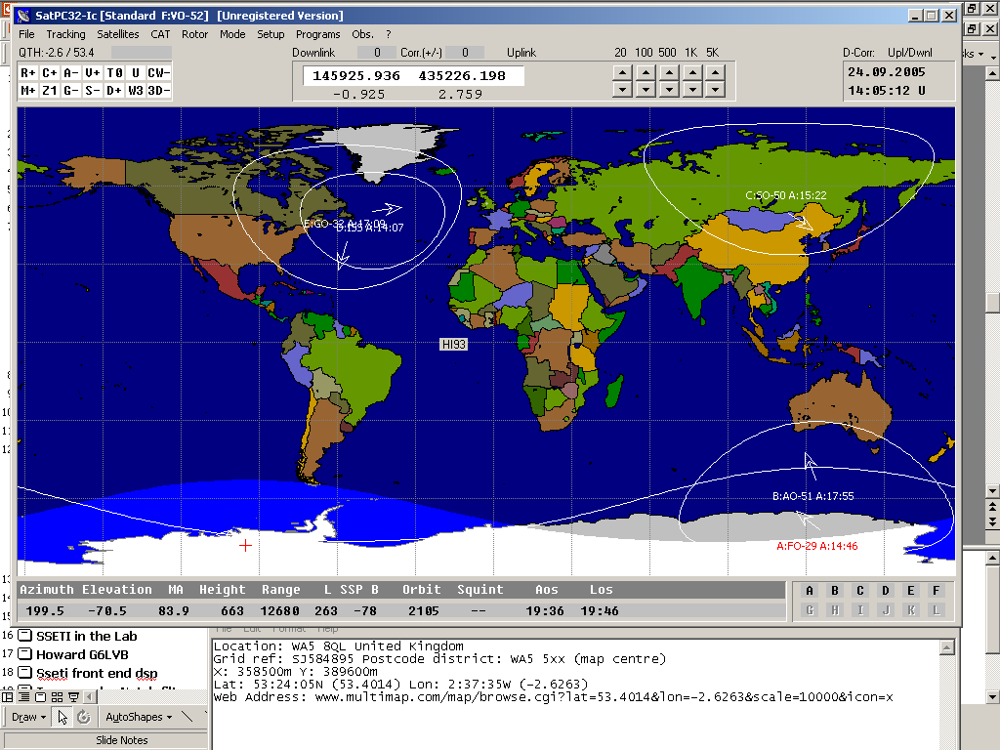 SatPC32-Ic [Standard F:VO-52] [Unregistered Version]
File Tracking Satellites CAT Rotor Mode Setup Programs Obs. ?
QTH: -2.6 / 53.4 Downlink 0 Corr.(+/-) 0 Uplink 20 100 500 1K 5K D-Corr: Upl/Dwnl
R+ C+ A- V+ T0 U CW-
M+ Z1 G- S- D+ W3 3D-
145925.936 435226.198
-0.925 2.759
24.09.2005
14:05:12 U
C:SO-50 A:15:22
E:GO-32 A:17:09
D:ISS A:14:07
HI93
B:AO-51 A:17:55
A:FO-29 A:14:46
Azimuth Elevation MA Height Range L SSP B Orbit Squint Aos Los
199.5 -70.5 83.9 663 12680 263 -78 2105 -- 19:36 19:46
A B C D E F
G H I J K L
16 SSETI in the Lab
17 Howard G6LVB
18 Sseti front end dsp
Draw AutoShapes
Slide Notes
File Edit Format Help
Location: WA5 8QL United Kingdom
Grid ref: SJ584895 Postcode district: WA5 5xx (map centre)
X: 358500m Y: 389600m
Lat: 53:24:05N (53.4014) Lon: 2:37:35W (-2.6263)
Web Address: www.multimap.com/map/browse.cgi?lat=53.4014&lon=-2.6263&scale=10000&icon=x